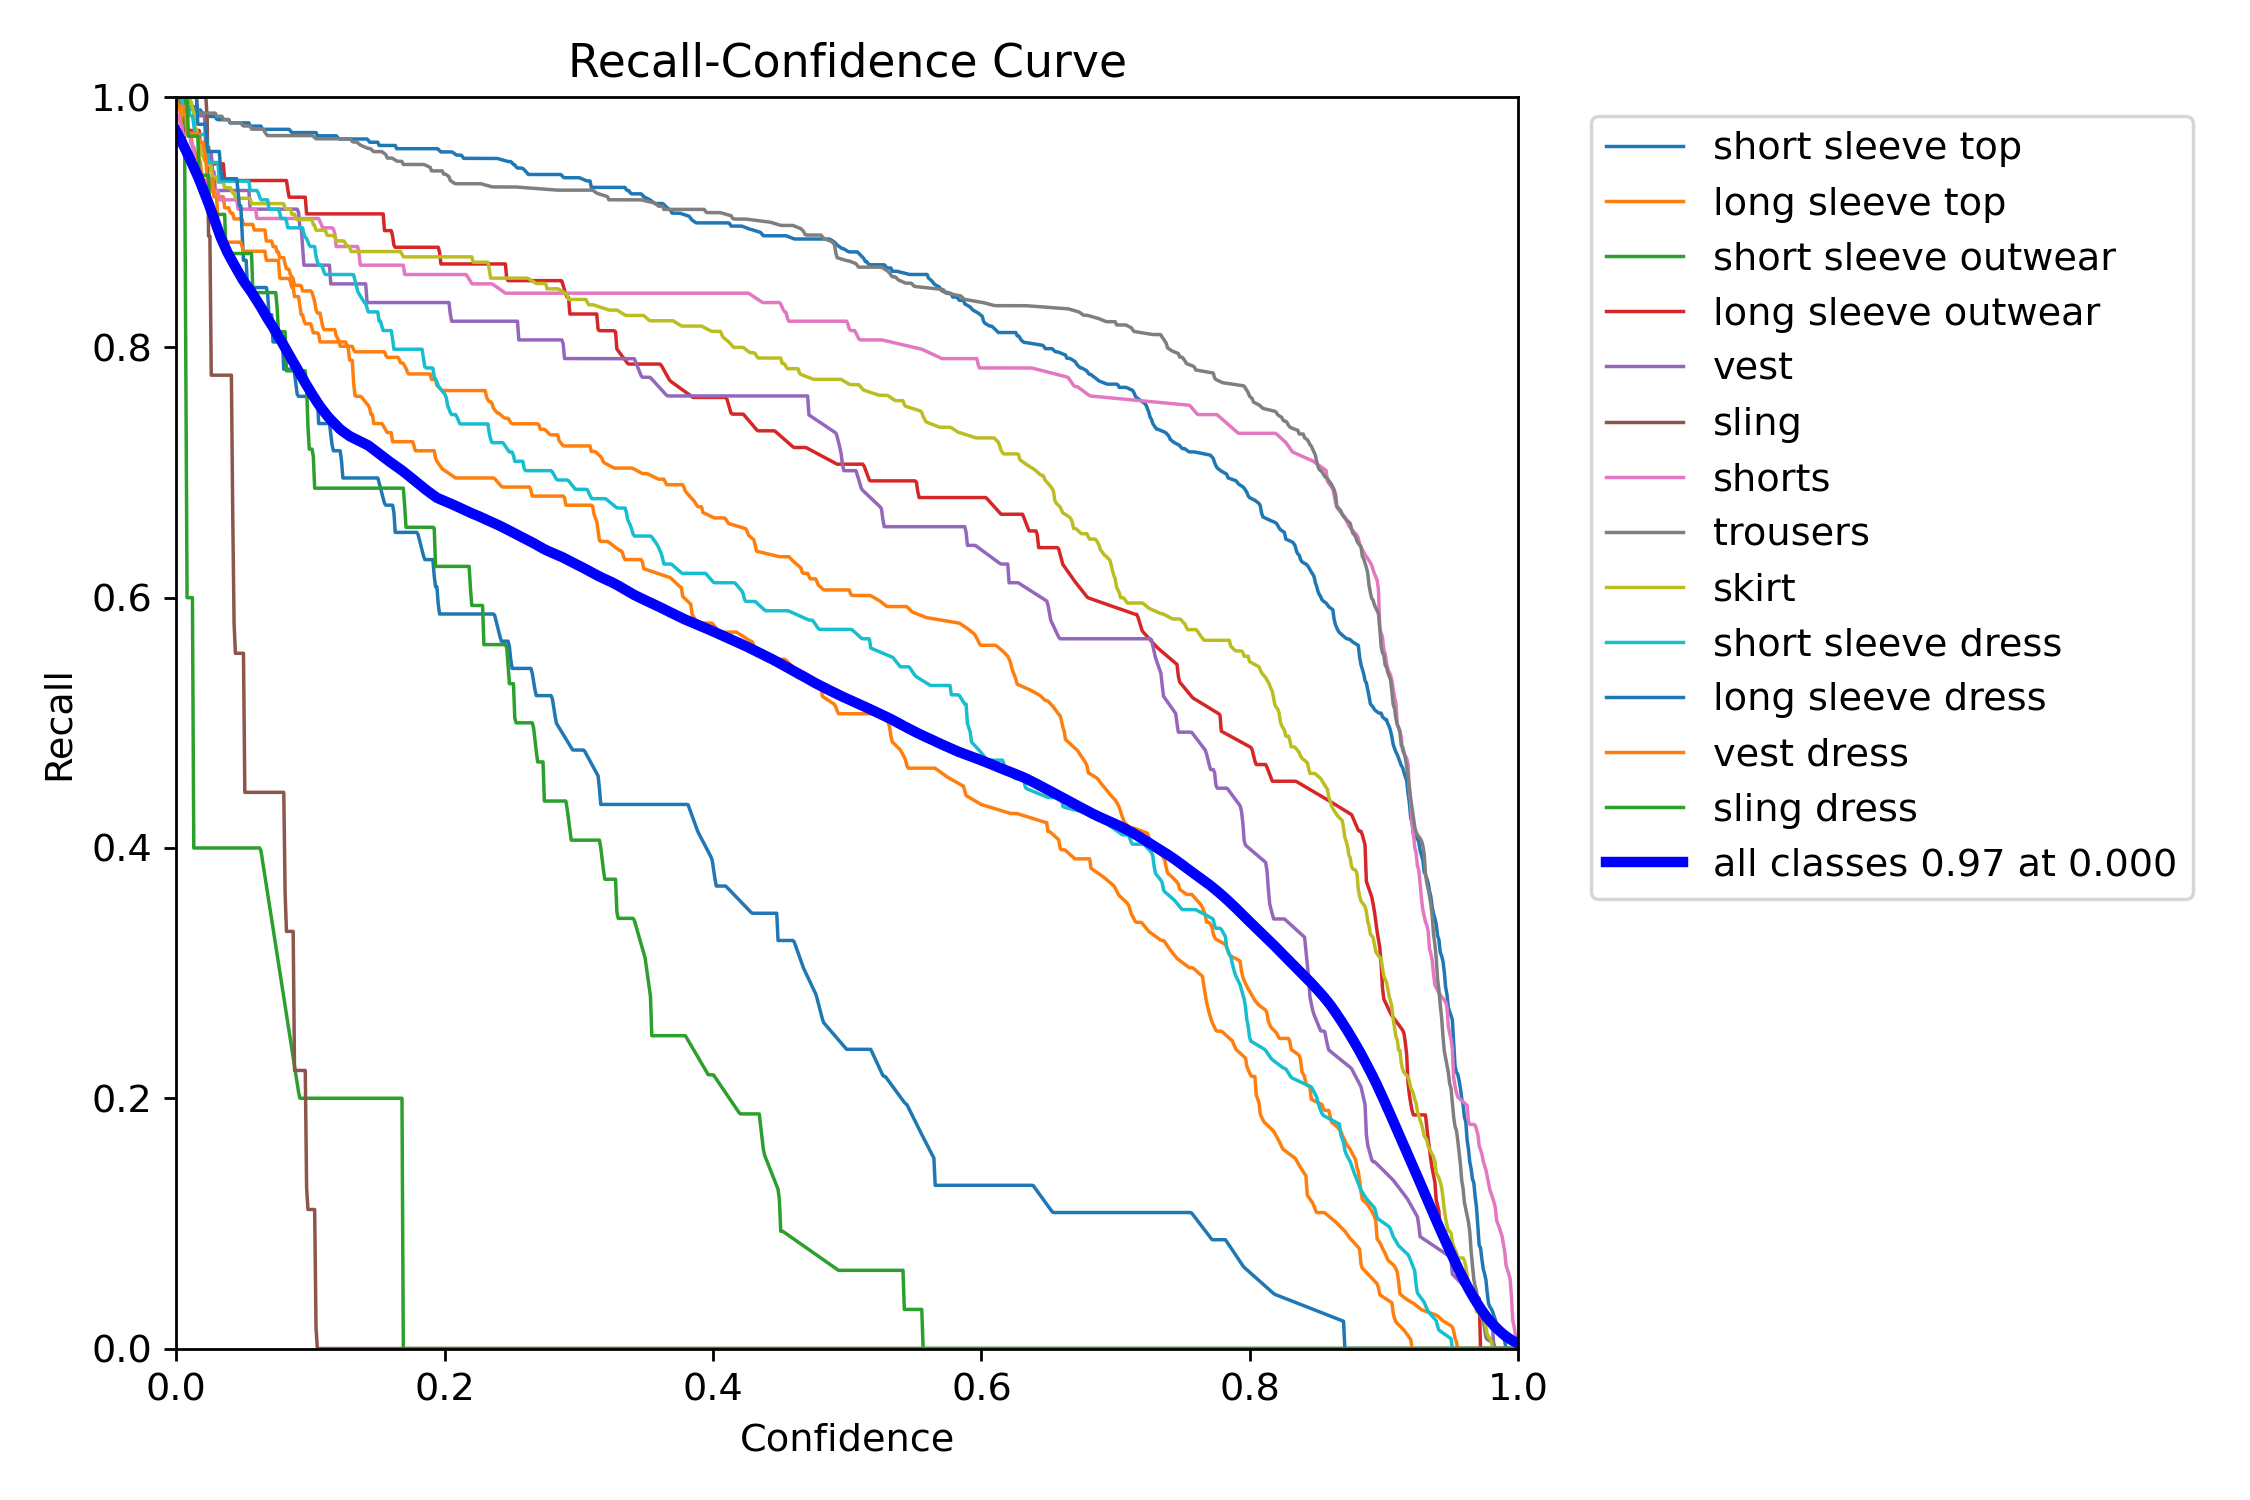 Recall-Confidence Curve
1.0
0.8
0.6
0.4
0.2
0.0
Recall
0.0 0.2 0.4 0.6 0.8 1.0
Confidence
short sleeve top
long sleeve top
short sleeve outwear
long sleeve outwear
vest
sling
shorts
trousers
skirt
short sleeve dress
long sleeve dress
vest dress
sling dress
all classes 0.97 at 0.000